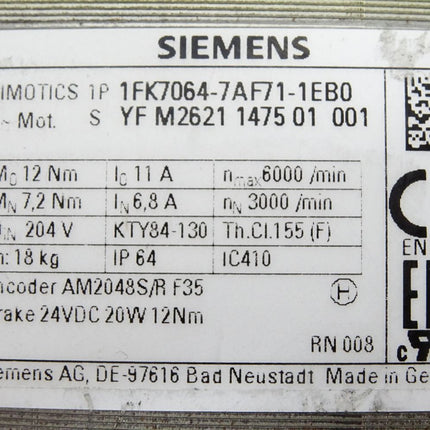 SIEMENS
IMOTICS 1P 1FK7064-7AF71-1EB0
~ Mot. S YF M2621 1475 01 001
M0 12 Nm I0 11 A nmax 6000 /min
MN 7,2 Nm IN 6,8 A nN 3000 /min
IN 204 V KTY84-130 Th.Cl.155 (F)
m: 18 kg IP 64 IC410
EN
ncoder AM2048S/R F35 H
rake 24VDC 20W 12Nm
RN 008
iemens AG, DE-97616 Bad Neustadt Made in Ge